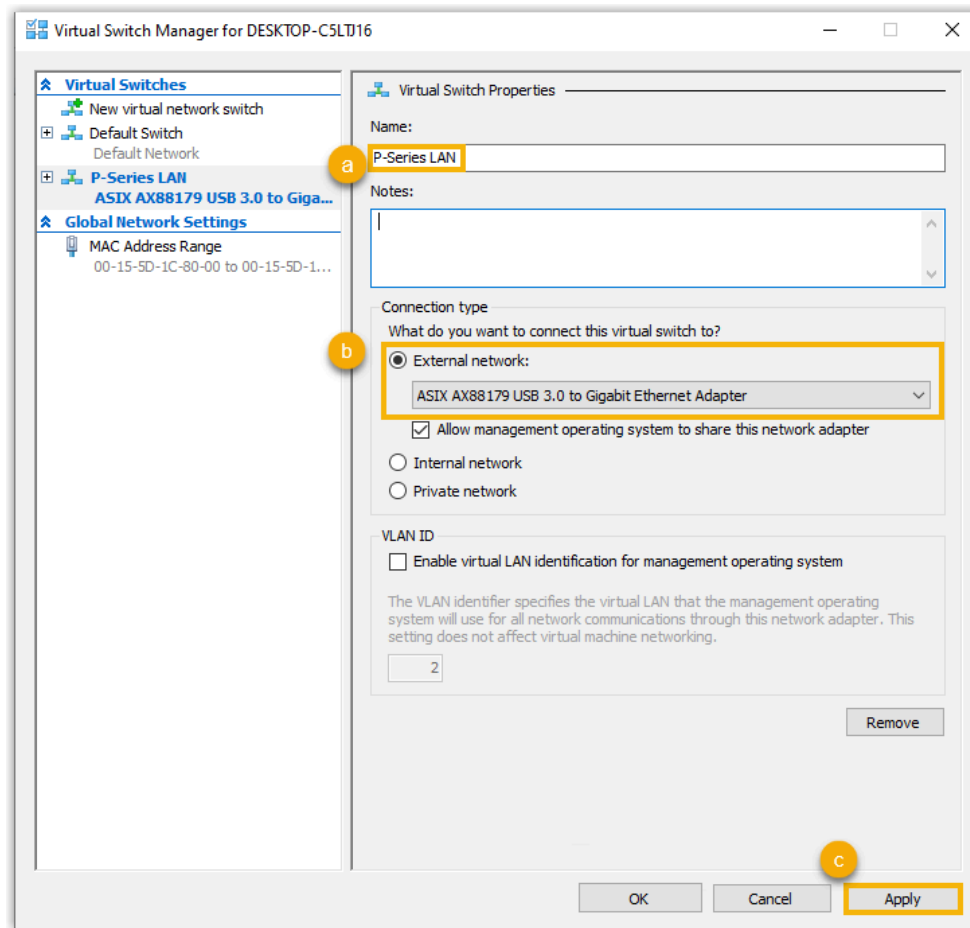 Virtual Switch Manager for DESKTOP-C5LTJ16
Virtual Switches
New virtual network switch
Default Switch
Default Network
P-Series LAN
ASIX AX88179 USB 3.0 to Giga...
Global Network Settings
MAC Address Range
00-15-5D-1C-80-00 to 00-15-5D-1...
Virtual Switch Properties
Name:
a
P-Series LAN
Notes:
Connection type
What do you want to connect this virtual switch to?
b
External network:
ASIX AX88179 USB 3.0 to Gigabit Ethernet Adapter
Allow management operating system to share this network adapter
Internal network
Private network
VLAN ID
Enable virtual LAN identification for management operating system
The VLAN identifier specifies the virtual LAN that the management operating
system will use for all network communications through this network adapter. This
setting does not affect virtual machine networking.
2
Remove
c
OK Cancel Apply